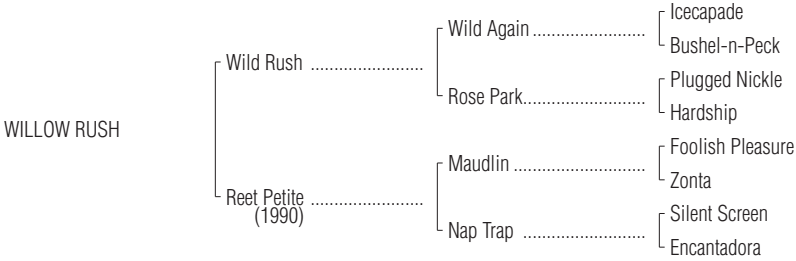 Icecapade
Wild Again ........................
Bushel-n-Peck
Wild Rush ........................
Plugged Nickle
Rose Park..........................
Hardship
WILLOW RUSH
Foolish Pleasure
Maudlin ............................
Zonta
Reet Petite ........................
(1990)
Silent Screen
Nap Trap ..........................
Encantadora